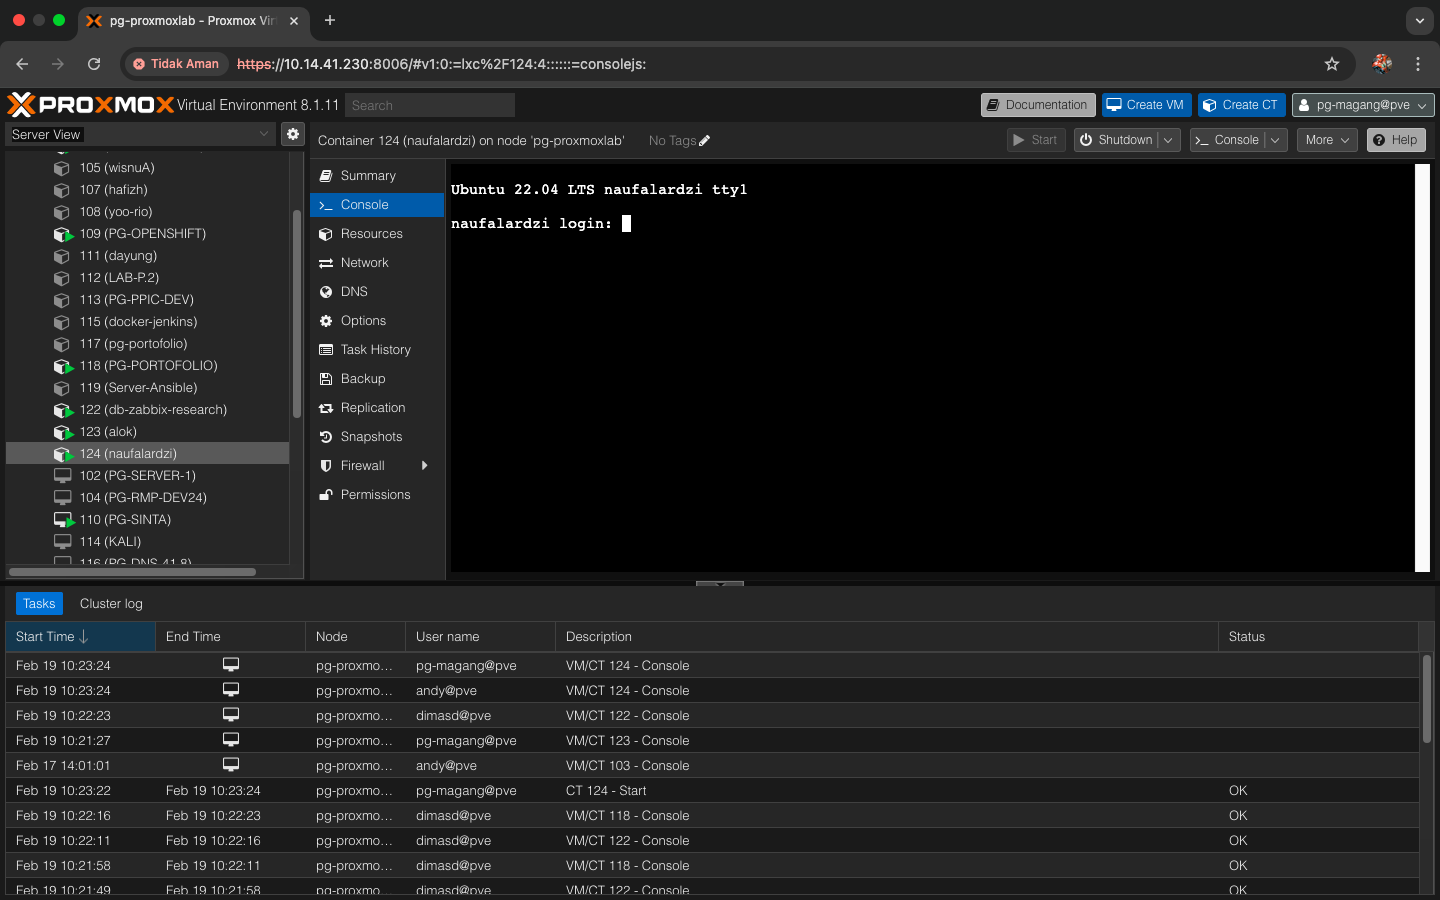 pg-proxmoxlab - Proxmox Vir
Tidak Aman
https://10.14.41.230:8006/#v1:0:=lxc%2F124:4::::::=consolejs:
PROXMOX Virtual Environment 8.1.11
Search
Documentation
Create VM
Create CT
pg-magang@pve
Server View
Container 124 (naufalardzi) on node 'pg-proxmoxlab'
No Tags
Start
Shutdown
Console
More
Help
105 (wisnuA)
107 (hafizh)
108 (yoo-rio)
109 (PG-OPENSHIFT)
111 (dayung)
112 (LAB-P.2)
113 (PG-PPIC-DEV)
115 (docker-jenkins)
117 (pg-portofolio)
118 (PG-PORTOFOLIO)
119 (Server-Ansible)
122 (db-zabbix-research)
123 (alok)
124 (naufalardzi)
102 (PG-SERVER-1)
104 (PG-RMP-DEV24)
110 (PG-SINTA)
114 (KALI)
116 (PG-DNS-41.8)
Summary
Console
Resources
Network
DNS
Options
Task History
Backup
Replication
Snapshots
Firewall
Permissions
Ubuntu 22.04 LTS naufalardzi tty1
naufalardzi login:
Tasks
Cluster log
Start Time End Time Node User name Description Status
Feb 19 10:23:24 pg-proxmo... pg-magang@pve VM/CT 124 - Console
Feb 19 10:23:24 pg-proxmo... andy@pve VM/CT 124 - Console
Feb 19 10:22:23 pg-proxmo... dimasd@pve VM/CT 122 - Console
Feb 19 10:21:27 pg-proxmo... pg-magang@pve VM/CT 123 - Console
Feb 17 14:01:01 pg-proxmo... andy@pve VM/CT 103 - Console
Feb 19 10:23:22 Feb 19 10:23:24 pg-proxmo... pg-magang@pve CT 124 - Start OK
Feb 19 10:22:16 Feb 19 10:22:23 pg-proxmo... dimasd@pve VM/CT 118 - Console OK
Feb 19 10:22:11 Feb 19 10:22:16 pg-proxmo... dimasd@pve VM/CT 122 - Console OK
Feb 19 10:21:58 Feb 19 10:22:11 pg-proxmo... dimasd@pve VM/CT 118 - Console OK
Feb 19 10:21:49 Feb 19 10:21:58 pg-proxmo... dimasd@pve VM/CT 122 - Console OK